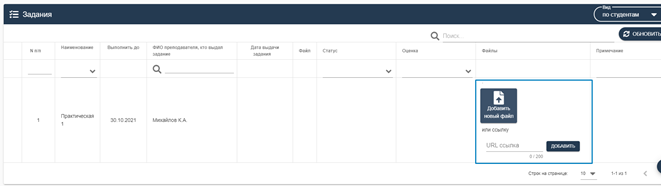 Задания
Вид
по студентам
Поиск
ОБНОВИТЬ
N п\п
Наименование
Выполнить до
ФИО преподавателя, кто выдал
задание
Дата выдачи
задания
Файл
Статус
Оценка
Файлы
Примечание
1
Практическая
1
30.10.2021
Михайлов К.А.
Добавить
новый файл
или ссылку
URL ссылка
ДОБАВИТЬ
0 / 250
Строк на странице:
10
1-1 из 1